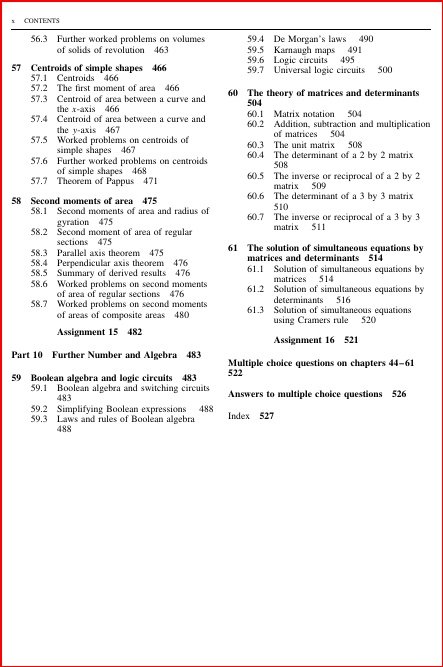 x CONTENTS
56.3 Further worked problems on volumes
of solids of revolution 463
57 Centroids of simple shapes 466
57.1 Centroids 466
57.2 The first moment of area 466
57.3 Centroid of area between a curve and
the x-axis 466
57.4 Centroid of area between a curve and
the y-axis 467
57.5 Worked problems on centroids of
simple shapes 467
57.6 Further worked problems on centroids
of simple shapes 468
57.7 Theorem of Pappus 471
58 Second moments of area 475
58.1 Second moments of area and radius of
gyration 475
58.2 Second moment of area of regular
sections 475
58.3 Parallel axis theorem 475
58.4 Perpendicular axis theorem 476
58.5 Summary of derived results 476
58.6 Worked problems on second moments
of area of regular sections 476
58.7 Worked problems on second moments
of areas of composite areas 480
Assignment 15 482
Part 10 Further Number and Algebra 483
59 Boolean algebra and logic circuits 483
59.1 Boolean algebra and switching circuits
483
59.2 Simplifying Boolean expressions 488
59.3 Laws and rules of Boolean algebra
488
59.4 De Morgan's laws 490
59.5 Karnaugh maps 491
59.6 Logic circuits 495
59.7 Universal logic circuits 500
60 The theory of matrices and determinants
504
60.1 Matrix notation 504
60.2 Addition, subtraction and multiplication
of matrices 504
60.3 The unit matrix 508
60.4 The determinant of a 2 by 2 matrix
508
60.5 The inverse or reciprocal of a 2 by 2
matrix 509
60.6 The determinant of a 3 by 3 matrix
510
60.7 The inverse or reciprocal of a 3 by 3
matrix 511
61 The solution of simultaneous equations by
matrices and determinants 514
61.1 Solution of simultaneous equations by
matrices 514
61.2 Solution of simultaneous equations by
determinants 516
61.3 Solution of simultaneous equations
using Cramers rule 520
Assignment 16 521
Multiple choice questions on chapters 44–61
522
Answers to multiple choice questions 526
Index 527